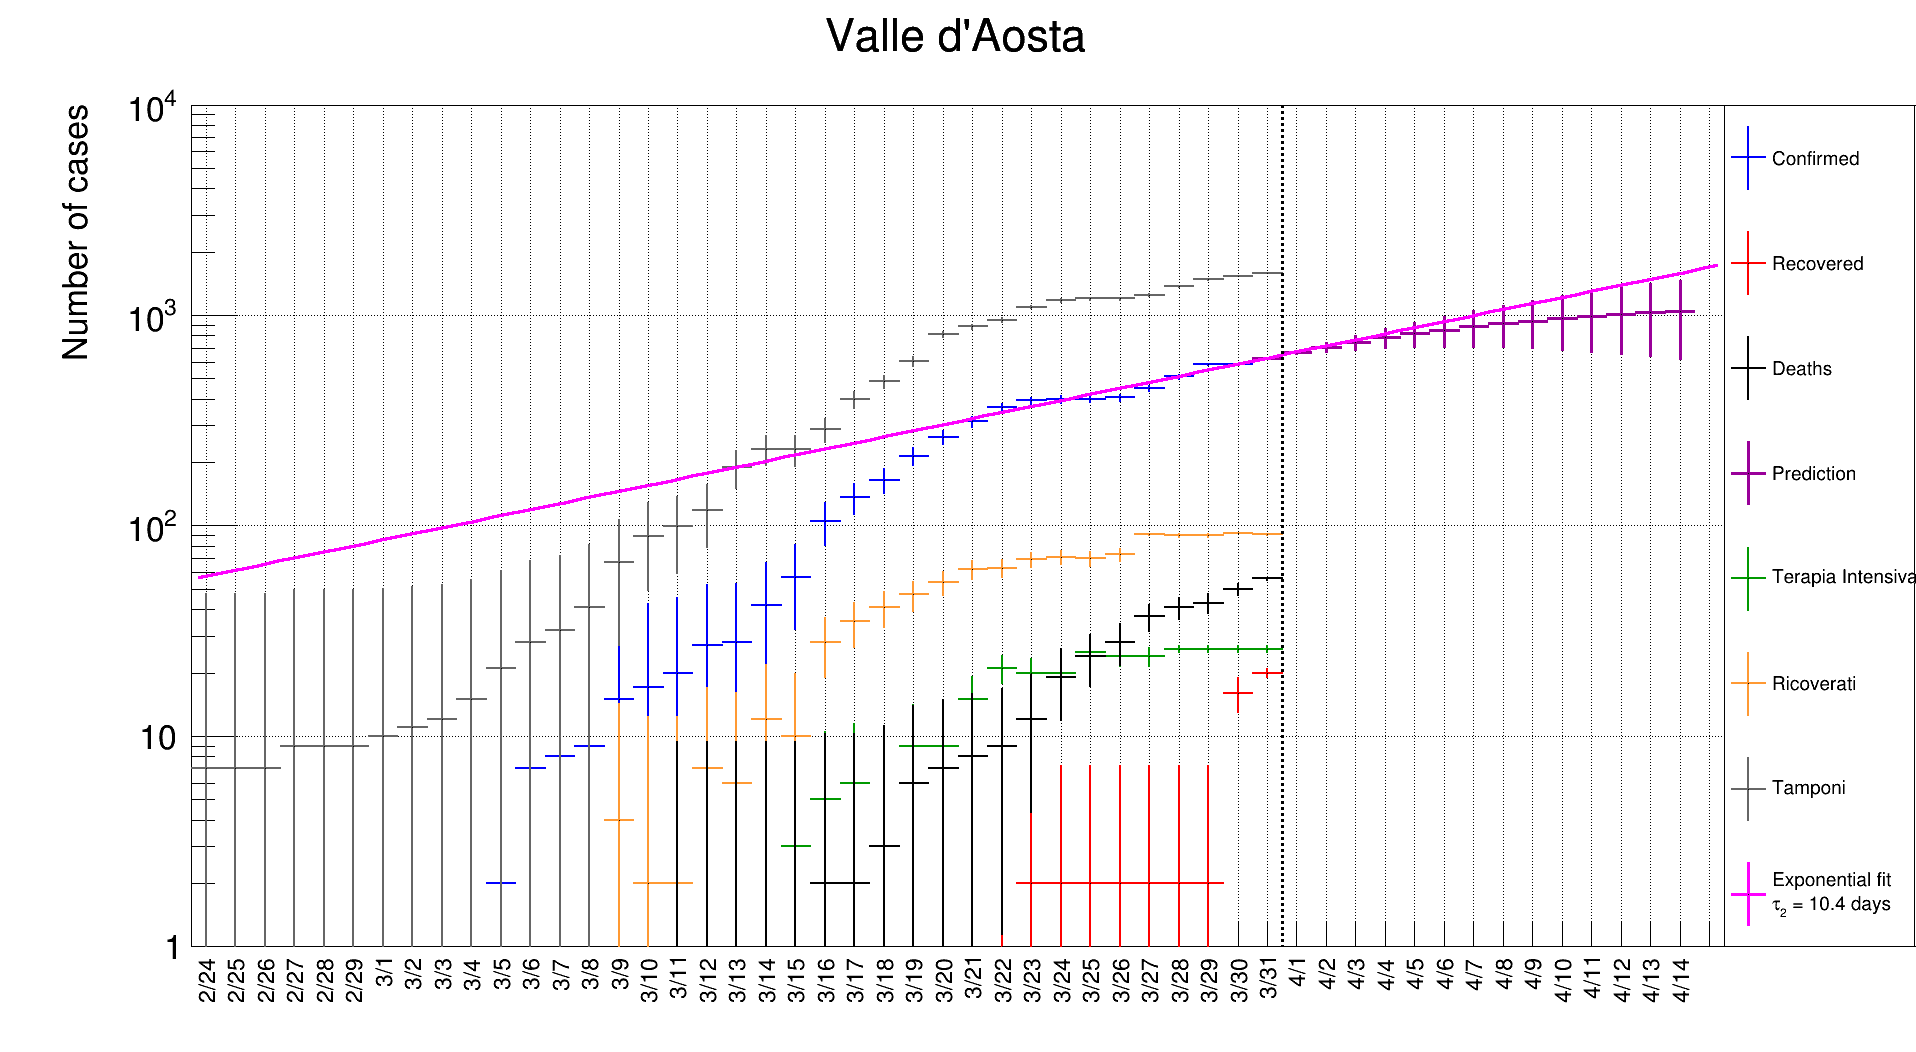 Valle d'Aosta
Number of cases
10⁴
10³
10²
10
1
2/24 2/25 2/26 2/27 2/28 2/29 3/1 3/2 3/3 3/4 3/5 3/6 3/7 3/8 3/9 3/10 3/11 3/12 3/13 3/14 3/15 3/16 3/17 3/18 3/19 3/20 3/21 3/22 3/23 3/24 3/25 3/26 3/27 3/28 3/29 3/30 3/31 4/1 4/2 4/3 4/4 4/5 4/6 4/7 4/8 4/9 4/10 4/11 4/12 4/13 4/14
Confirmed
Recovered
Deaths
Prediction
Terapia Intensiva
Ricoverati
Tamponi
Exponential fit
τ₂ = 10.4 days